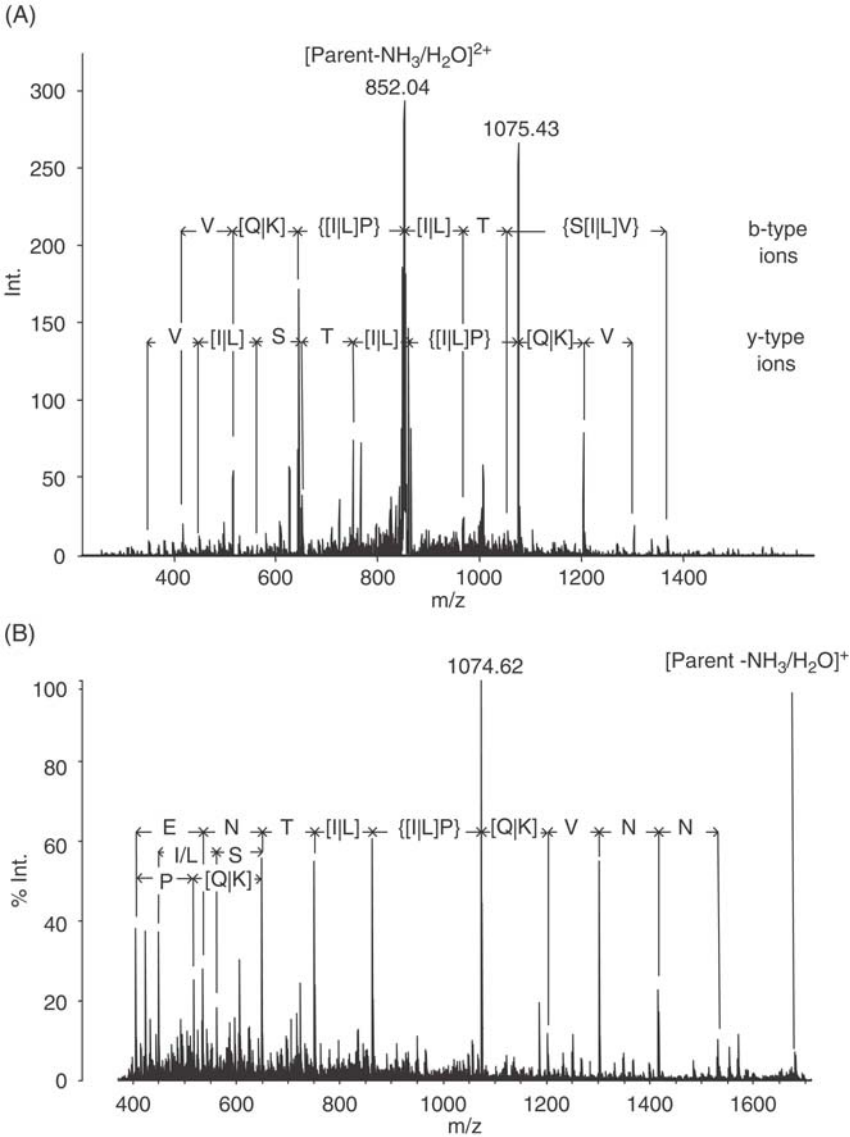 (A)
[Parent-NH3/H2O]2+
852.04
1075.43
300
250
200
150
100
50
0
Int.
V [Q|K] {[I|L]P} [I|L] T {S[I|L]V}
b-type
ions
V [I|L] S T [I|L] {[I|L]P} [Q|K] V
y-type
ions
400 600 800 1000 1200 1400
m/z
(B)
1074.62
[Parent -NH3/H2O]+
100
80
60
40
20
0
% Int.
E N T [I|L] {[I|L]P} [Q|K] V N N
I/L S
P [Q|K]
400 600 800 1000 1200 1400 1600
m/z